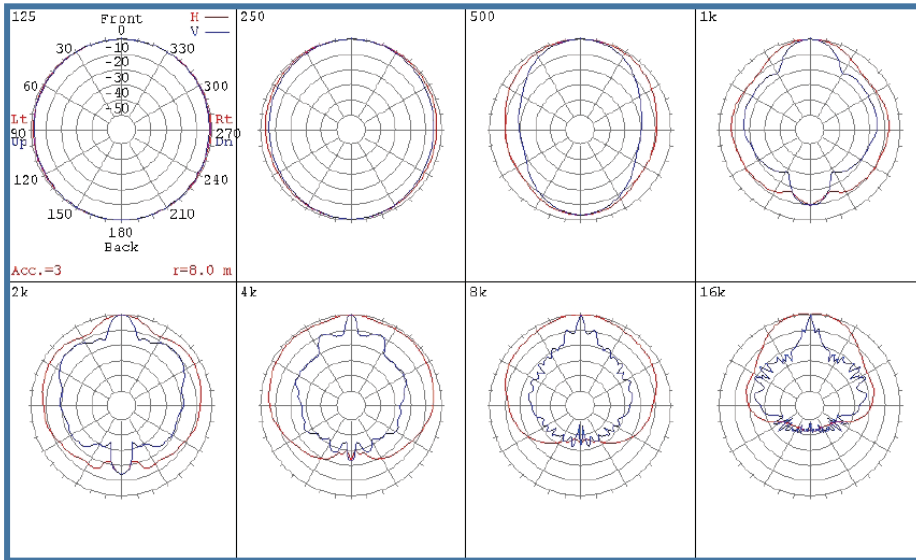 125 Front H
V
0
30 330
-10
-20
60 300
-30
-40
-50
Lt Rt
90 270
Up Dn
120 240
150 210
180
Back
Acc.=3 r=8.0 m
250
500
1k
2k
4k
8k
16k